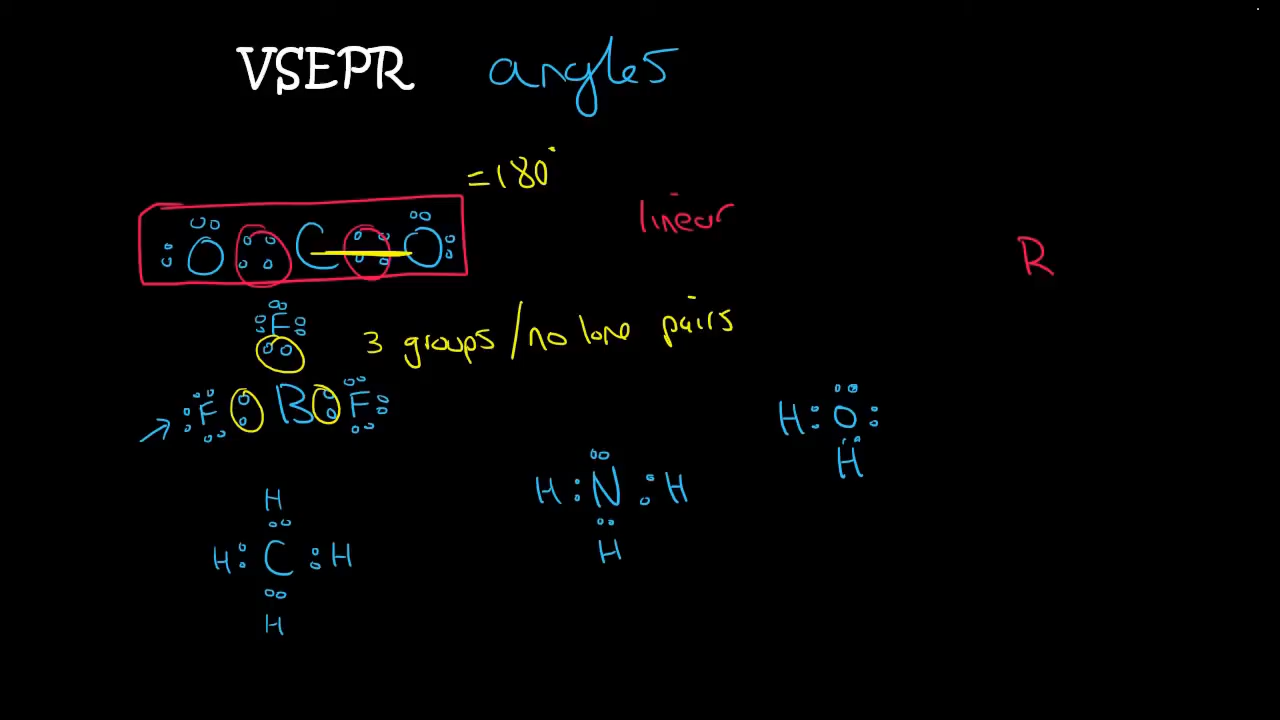 VSEPR angles
=180°
linear
O C O
R
F
3 groups/no lone pairs
F B F
H O
H
H N H
H
H
H C H
H